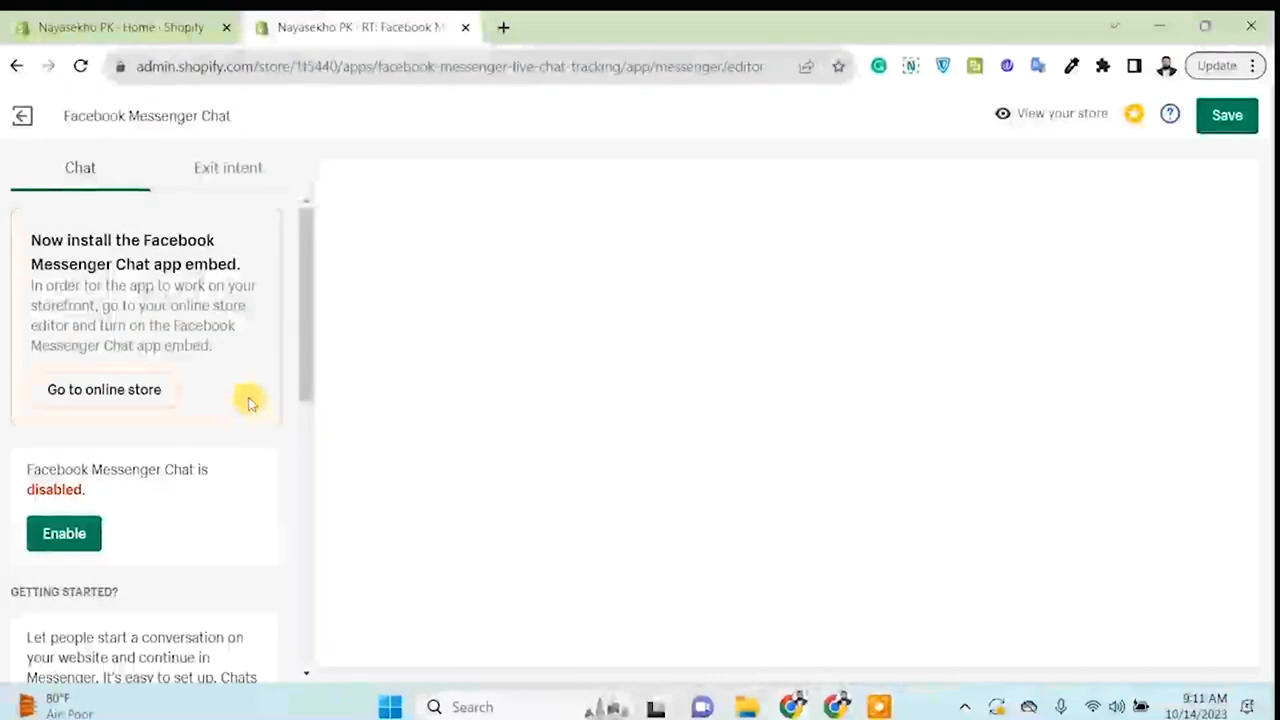 Nayasekho PK · Home · Shopify
Nayasekho PK · RT: Facebook M
admin.shopify.com/store/1f5440/apps/facebook-messenger-live-chat-tracking/app/messenger/editor
Update
Facebook Messenger Chat
View your store
Save
Chat
Exit intent
Now install the Facebook
Messenger Chat app embed.
In order for the app to work on your
storefront, go to your online store
editor and turn on the Facebook
Messenger Chat app embed.
Go to online store
Facebook Messenger Chat is
disabled.
Enable
GETTING STARTED?
Let people start a conversation on
your website and continue in
Messenger. It's easy to set up. Chats
80°F
Air Poor
Search
9:11 AM
10/14/2023